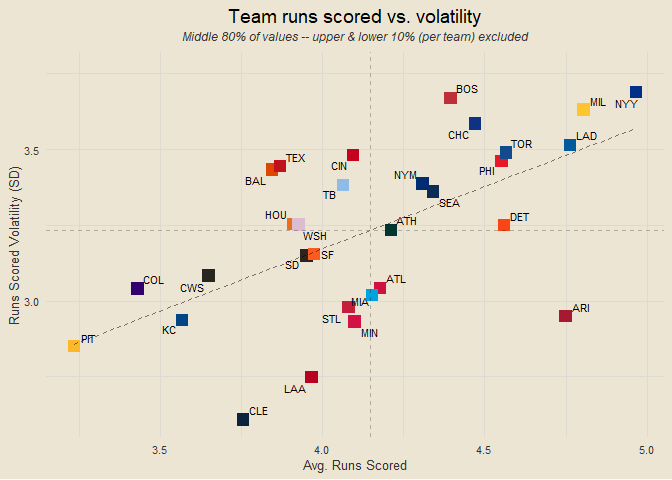 Team runs scored vs. volatility
Middle 80% of values -- upper & lower 10% (per team) excluded
Runs Scored Volatility (SD)
3.5
3.0
BOS
MIL
NYY
CHC
TOR
LAD
TEX
CIN
PHI
BAL
TB
NYM
SEA
HOU
DET
ATH
WSH
SD
SF
COL
CWS
ATL
MIA
STL
ARI
KC
MIN
PIT
LAA
CLE
3.5
4.0
4.5
5.0
Avg. Runs Scored